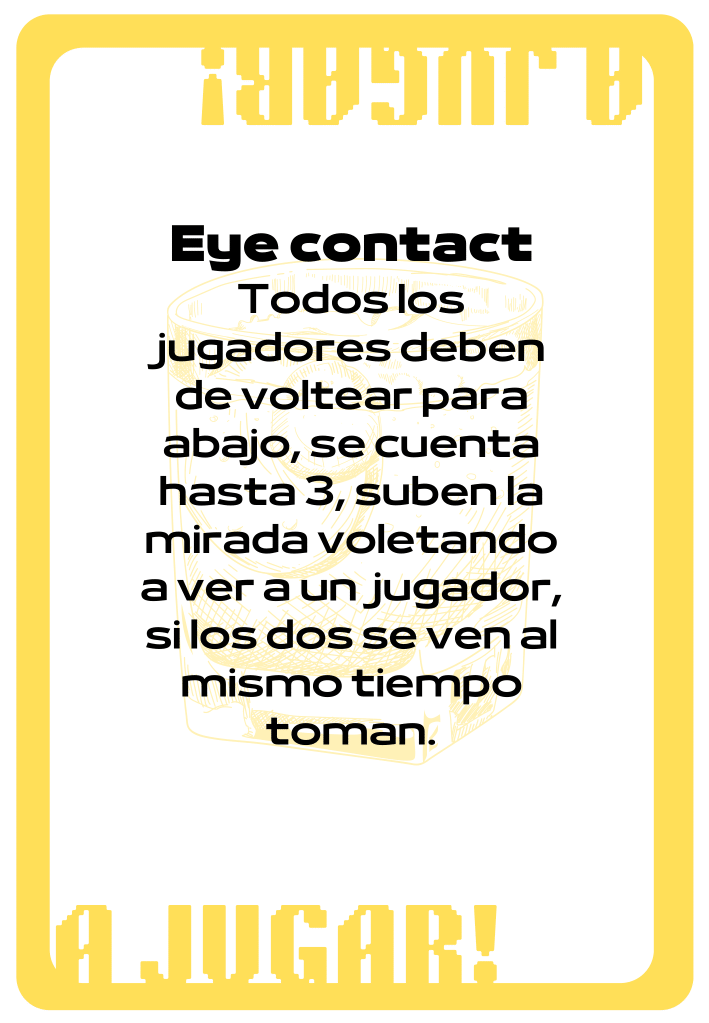 A JUGAR!
Eye contact
Todos los
jugadores deben
de voltear para
abajo, se cuenta
hasta 3, suben la
mirada voletando
a ver a un jugador,
si los dos se ven al
mismo tiempo
toman.
A JUGAR!